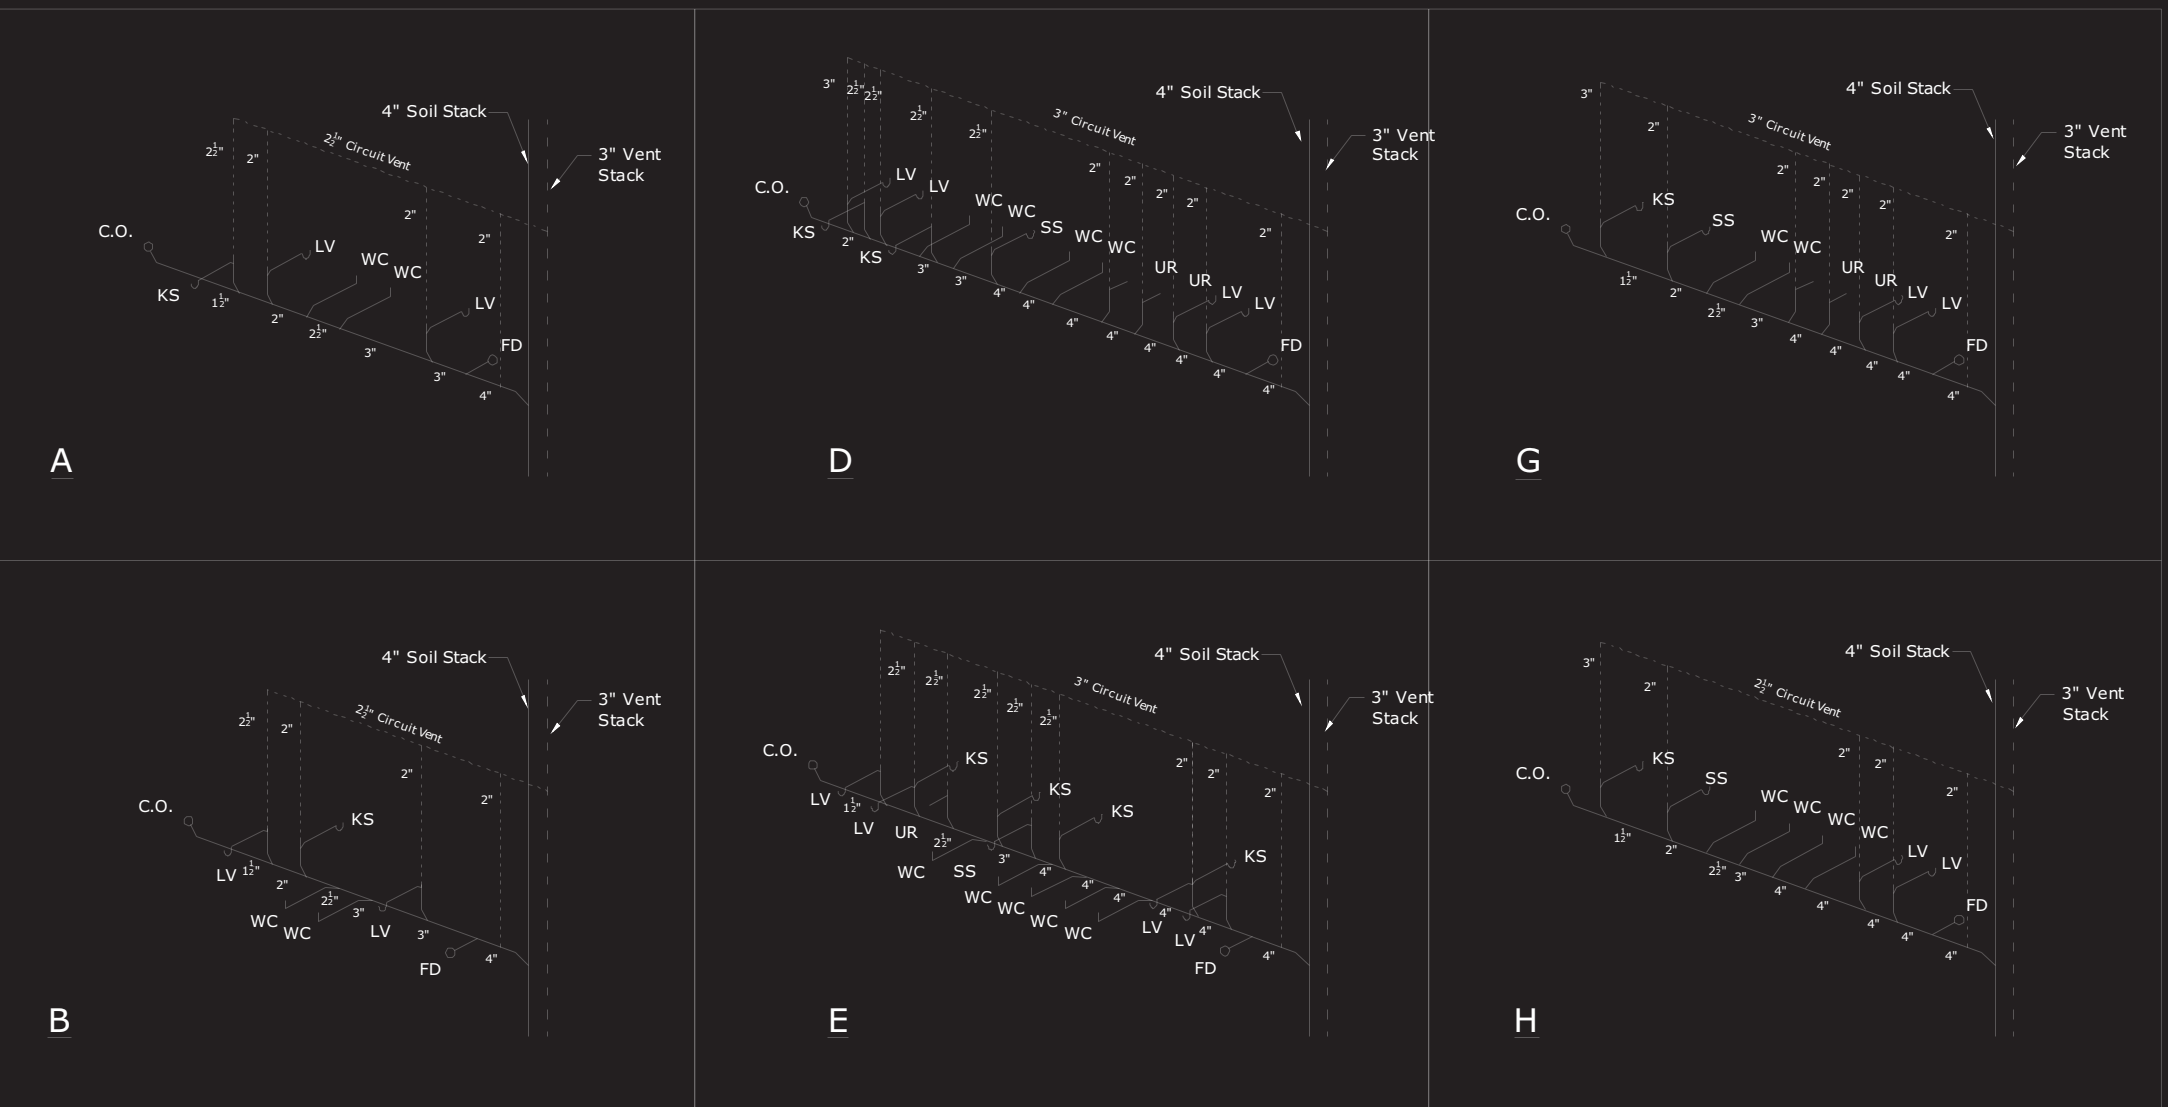 4" Soil Stack
3" Vent
Stack
2½" Circuit Vent
2½"
2"
2"
2"
C.O.
LV
WC
WC
KS
1½"
LV
2"
2½"
FD
3"
3"
4"
A
4" Soil Stack
3" Vent
Stack
3" Circuit Vent
3"
2½"
2½"
2½"
2½"
2"
2"
2"
2"
2"
C.O.
LV
LV
WC
WC
SS
KS
2"
KS
WC
WC
3"
3"
UR
UR
4"
4"
LV
LV
4"
4"
4"
4"
FD
4"
4"
D
4" Soil Stack
3" Vent
Stack
3" Circuit Vent
3"
2"
2"
2"
2"
2"
2"
C.O.
KS
SS
WC
WC
1½"
2"
UR
UR
2½"
3"
LV
LV
4"
4"
4"
4"
FD
4"
G
4" Soil Stack
3" Vent
Stack
2½" Circuit Vent
2½"
2"
2"
2"
C.O.
KS
LV
1½"
2"
2½"
WC
WC
3"
LV
3"
4"
FD
B
4" Soil Stack
3" Vent
Stack
3" Circuit Vent
2½"
2½"
2½"
2½"
2½"
2"
2"
2"
C.O.
KS
KS
KS
LV
1½"
LV
UR
2½"
3"
KS
WC
SS
4"
4"
4"
WC
WC
WC
WC
4"
LV
LV
4"
4"
FD
E
4" Soil Stack
3" Vent
Stack
2½" Circuit Vent
3"
2"
2"
2"
2"
C.O.
KS
SS
WC
WC
WC
WC
1½"
2"
LV
LV
2½"
3"
4"
4"
FD
4"
4"
4"
H